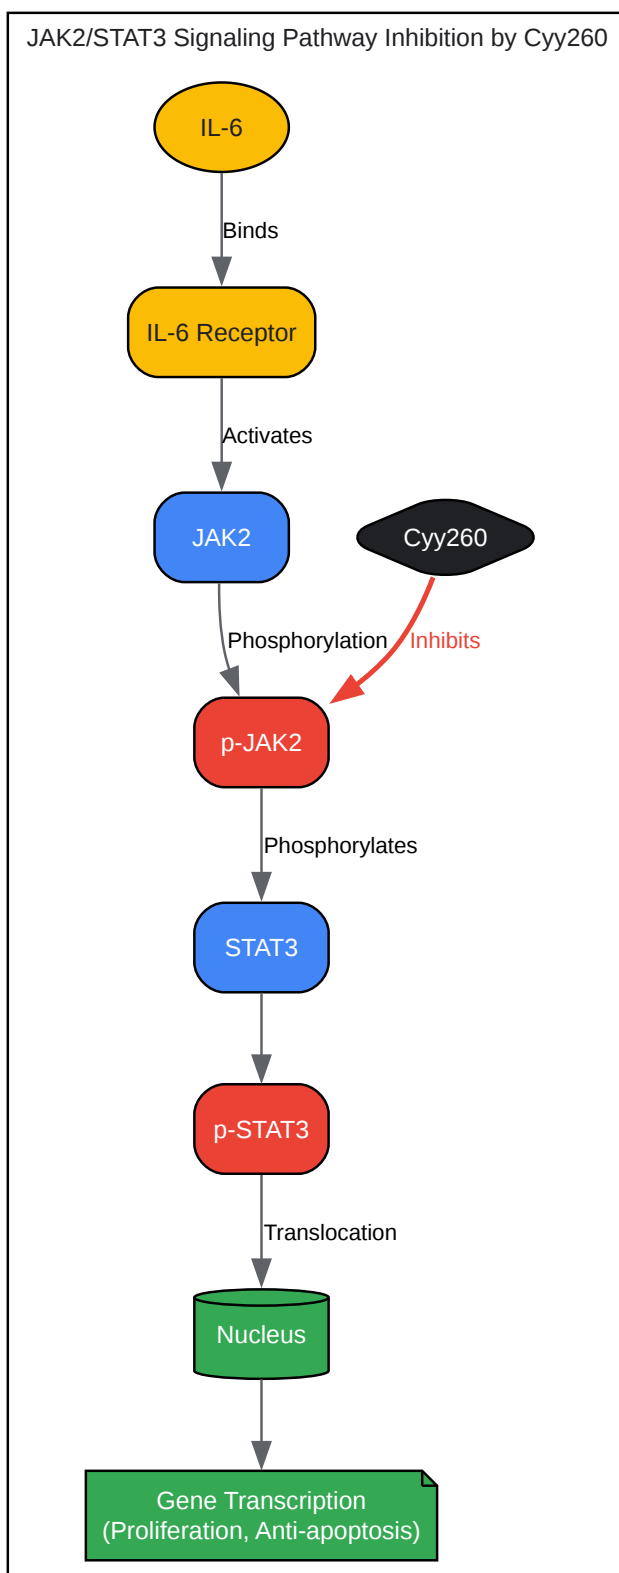 JAK2/STAT3 Signaling Pathway Inhibition by Cyy260
IL-6
Binds
IL-6 Receptor
Activates
JAK2
Cyy260
Phosphorylation
Inhibits
p-JAK2
Phosphorylates
STAT3
p-STAT3
Translocation
Nucleus
Gene Transcription
(Proliferation, Anti-apoptosis)